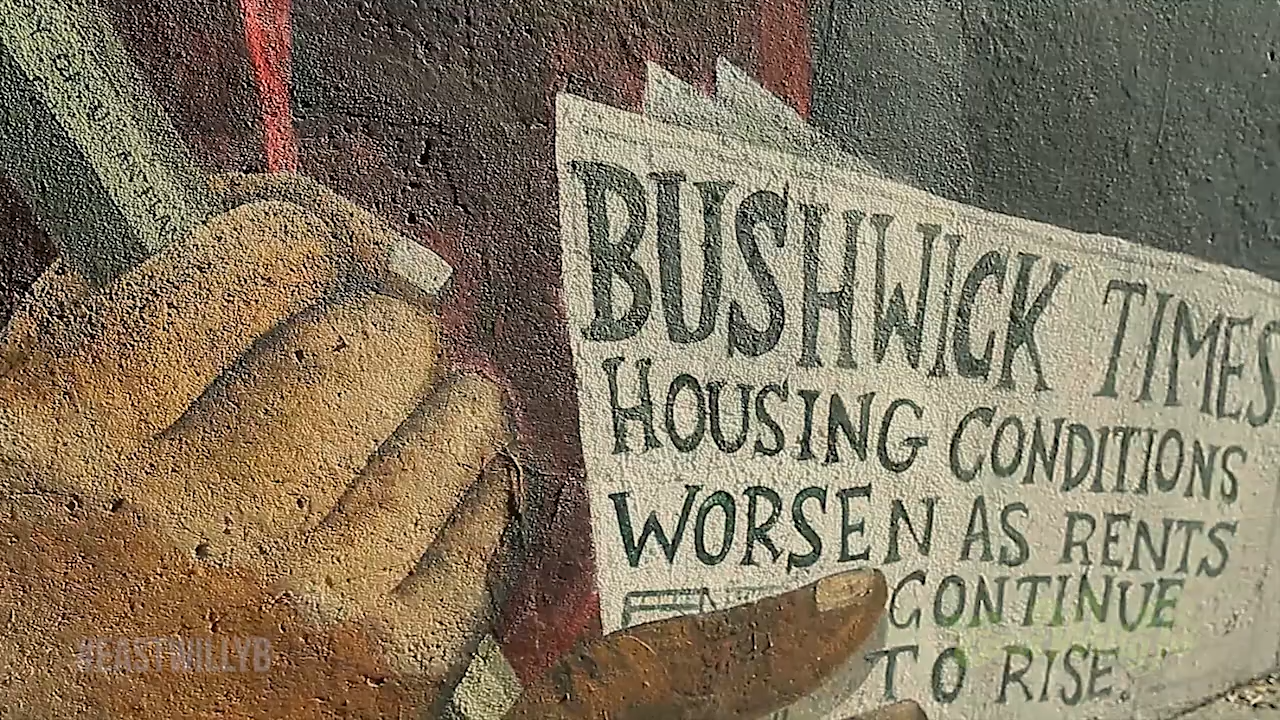 BUSHWICK TIMES
HOUSING CONDITIONS
WORSEN AS RENTS
CONTINUE
TO RISE.
#EASTWILLYB